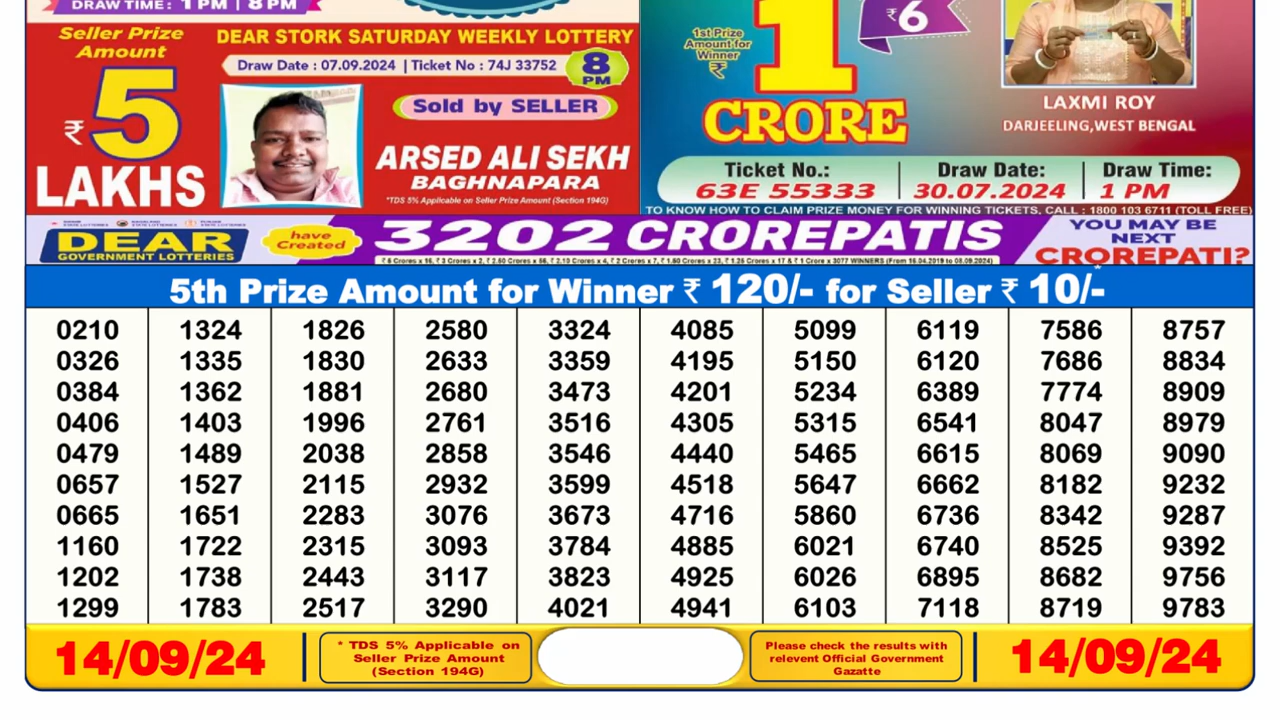 DRAW TIME: 1 PM | 8 PM
Seller Prize
Amount
₹5
LAKHS
DEAR STORK SATURDAY WEEKLY LOTTERY
Draw Date : 07.09.2024 | Ticket No : 74J 33752
8
PM
Sold by SELLER
ARSED ALI SEKH
BAGHNAPARA
*TDS 5% Applicable on Seller Prize Amount (Section 194G)
₹6
1st Prize
Amount for
Winner
₹
1
CRORE
LAXMI ROY
DARJEELING,WEST BENGAL
Ticket No.: Draw Date: Draw Time:
63E 55333 30.07.2024 1 PM
TO KNOW HOW TO CLAIM PRIZE MONEY FOR WINNING TICKETS, CALL : 1800 103 6711 (TOLL FREE)
DEAR
GOVERNMENT LOTTERIES
have
Created
3202 CROREPATIS
YOU MAY BE
NEXT
CROREPATI?
5th Prize Amount for Winner ₹ 120/- for Seller ₹ 10/-*
0210 1324 1826 2580 3324 4085 5099 6119 7586 8757
0326 1335 1830 2633 3359 4195 5150 6120 7686 8834
0384 1362 1881 2680 3473 4201 5234 6389 7774 8909
0406 1403 1996 2761 3516 4305 5315 6541 8047 8979
0479 1489 2038 2858 3546 4440 5465 6615 8069 9090
0657 1527 2115 2932 3599 4518 5647 6662 8182 9232
0665 1651 2283 3076 3673 4716 5860 6736 8342 9287
1160 1722 2315 3093 3784 4885 6021 6740 8525 9392
1202 1738 2443 3117 3823 4925 6026 6895 8682 9756
1299 1783 2517 3290 4021 4941 6103 7118 8719 9783
14/09/24
* TDS 5% Applicable on
Seller Prize Amount
(Section 194G)
Please check the results with
relevent Official Government
Gazatte
14/09/24